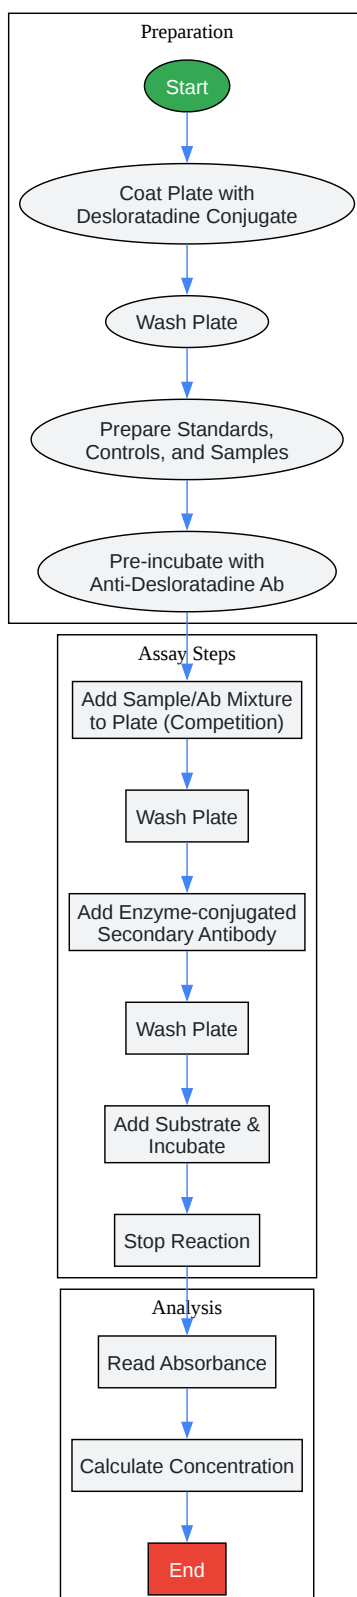 Preparation
Start
Coat Plate with
Desloratadine Conjugate
Wash Plate
Prepare Standards,
Controls, and Samples
Pre-incubate with
Anti-Desloratadine Ab
Assay Steps
Add Sample/Ab Mixture
to Plate (Competition)
Wash Plate
Add Enzyme-conjugated
Secondary Antibody
Wash Plate
Add Substrate &
Incubate
Stop Reaction
Analysis
Read Absorbance
Calculate Concentration
End